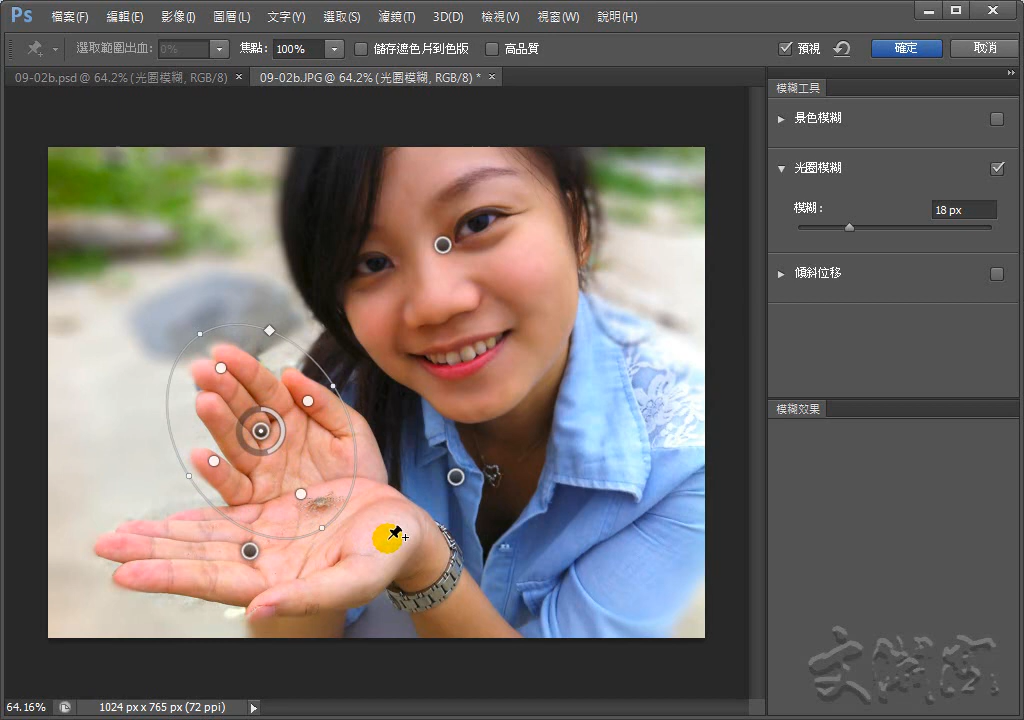 Ps 檔案(F) 編輯(E) 影像(I) 圖層(L) 文字(Y) 選取(S) 濾鏡(T) 3D(D) 檢視(V) 視窗(W) 說明(H)
選取範圍出血: 0% 焦點: 100% 儲存遮色片到色版 高品質 預視 確定 取消
09-02b.psd @ 64.2% (光圈模糊, RGB/8) × 09-02b.JPG @ 64.2% (光圈模糊, RGB/8) * ×
模糊工具
景色模糊
光圈模糊
模糊: 18 px
傾斜位移
模糊效果
64.16% 1024 px x 765 px (72 ppi)